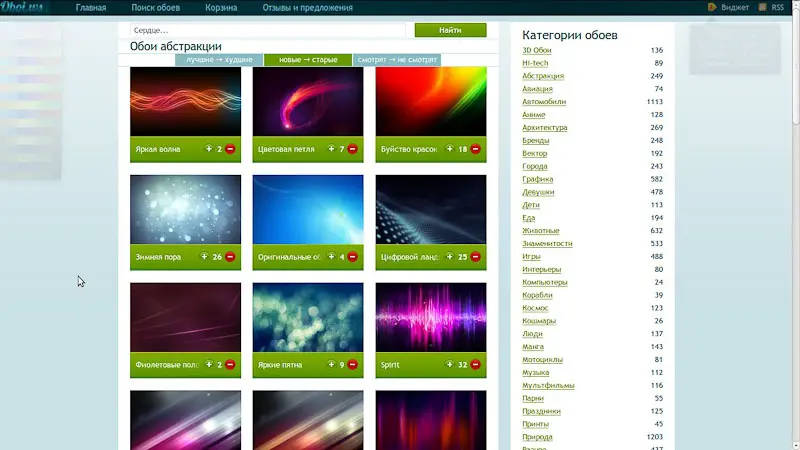 Oboi.ws
Главная Поиск обоев Корзина Отзывы и предложения Виджет RSS
Сердце... Найти
Обои абстракции
лучшие → худшие новые → старые смотрят → не смотрят
Яркая волна 2
Цветовая петля 7
Буйство красок 18
Зимняя пора 26
Оригинальные об 4
Цифровой ланд 25
Фиолетовые поло 2
Яркие пятна 9
Spirit 32
Категории обоев
3D Обои 136
Hi-tech 89
Абстракция 249
Авиация 74
Автомобили 1113
Аниме 128
Архитектура 269
Бренды 248
Вектор 192
Города 243
Графика 582
Девушки 478
Дети 113
Еда 194
Животные 632
Знаменитости 533
Игры 488
Интерьеры 80
Компьютеры 24
Корабли 39
Космос 123
Кошмары 26
Люди 137
Манга 143
Мотоциклы 81
Музыка 112
Мультфильмы 116
Парни 55
Праздники 125
Принты 45
Природа 1203
Разное 427